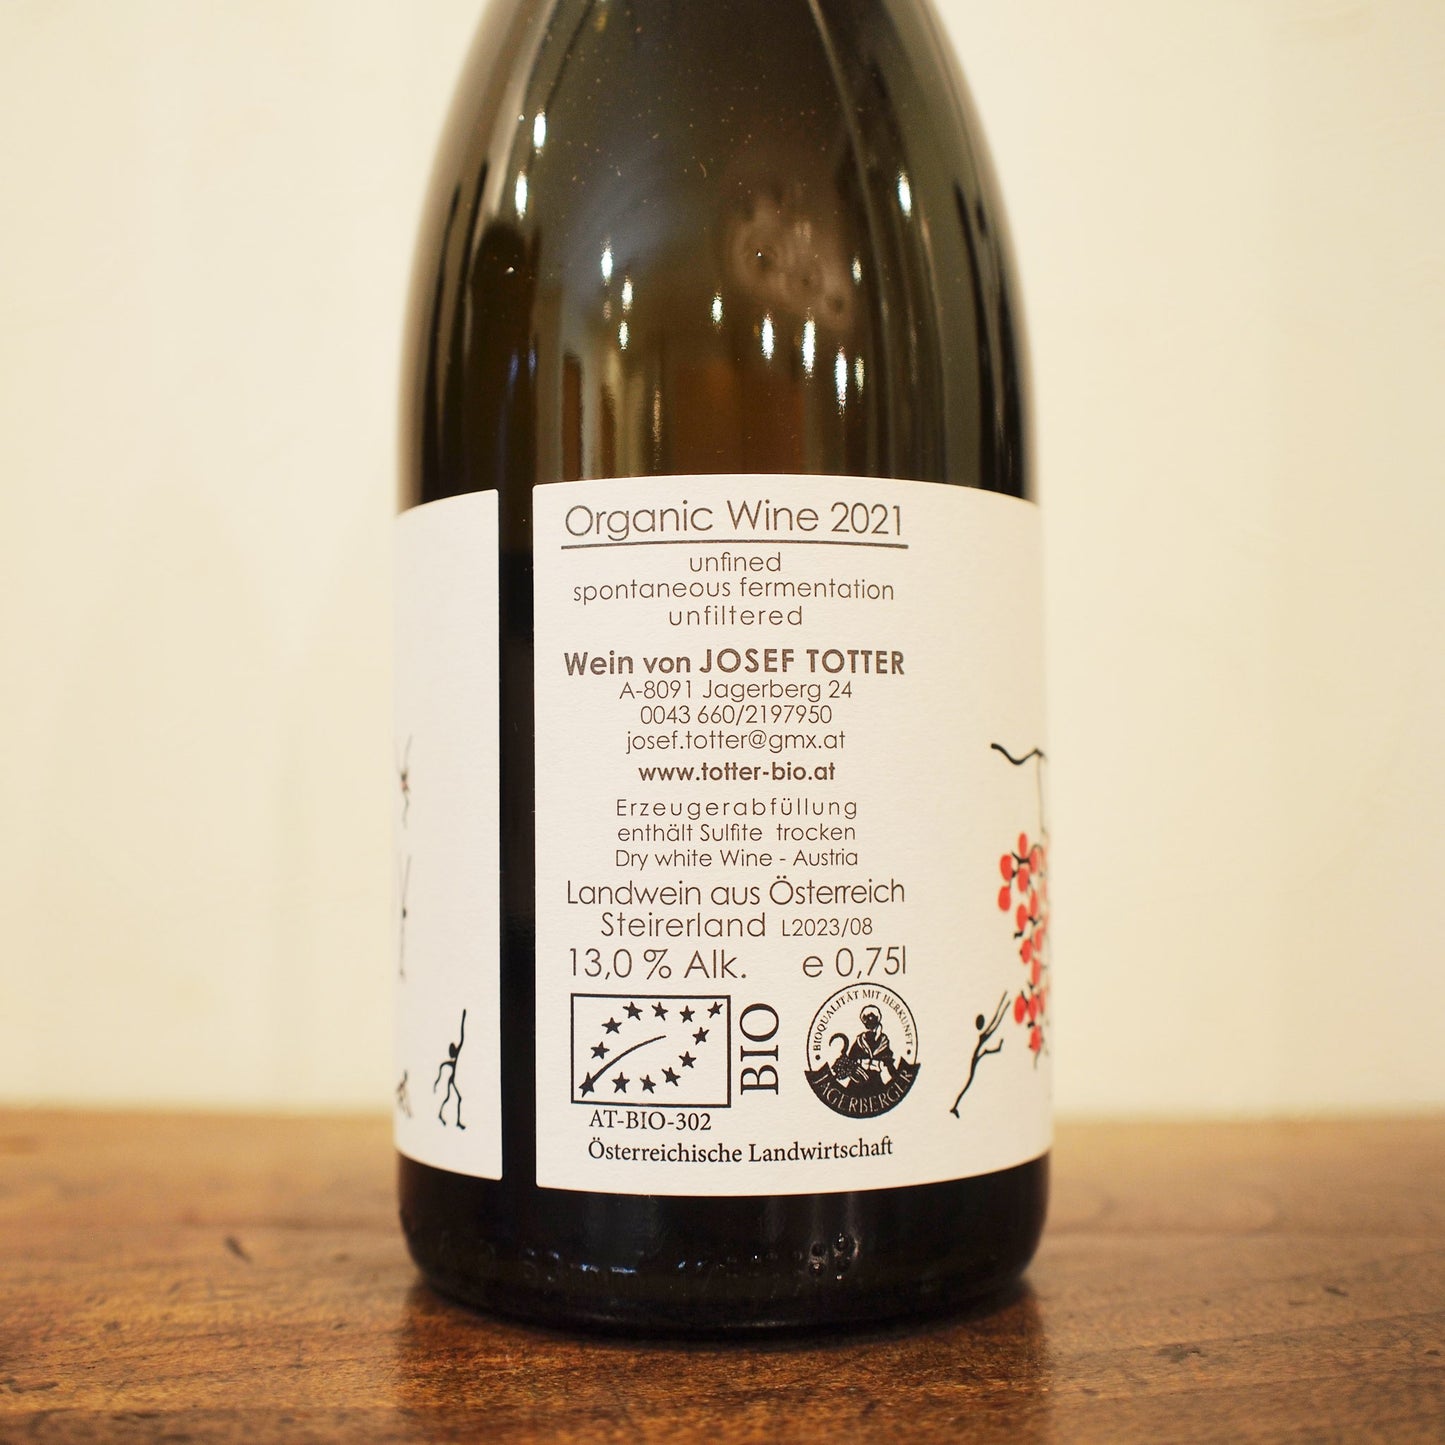 Organic Wine 2021
unfined
spontaneous fermentation
unfiltered
Wein von JOSEF TOTTER
A-8091 Jagerberg 24
0043 660/2197950
josef.totter@gmx.at
www.totter-bio.at
Erzeugerabfüllung
enthält Sulfite trocken
Dry white Wine - Austria
Landwein aus Österreich
Steirerland L2023/08
13,0 % Alk. e 0,75l
BIO
BIOQUALITÄT MIT HERKUNFT
JAGERBERGER
AT-BIO-302
Österreichische Landwirtschaft